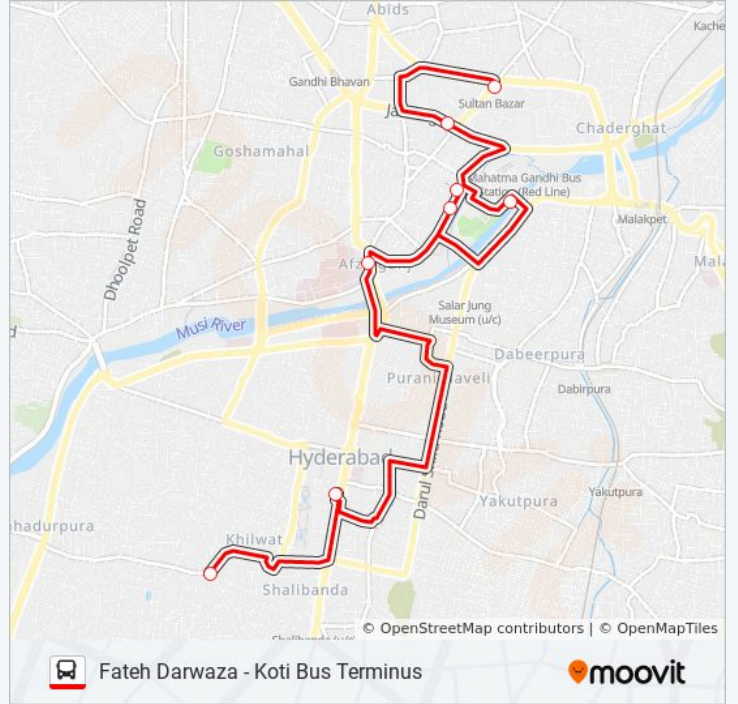 Abids
Kache
Gandhi Bhavan
Sultan Bazar
Chaderghat
Goshamahal
Mahatma Gandhi Bus
Station (Red Line)
Malakpet
Dhoolpet Road
Mala
Musi River
Salar Jung
Museum (u/c)
Dabeerpura
Dabirpura
Hyderabad
Darul
Yakutpura
Yakutpura
hadurpura
Khilwat
Shalibanda
© OpenStreetMap contributors | © OpenMapTiles
Fateh Darwaza - Koti Bus Terminus
moovit